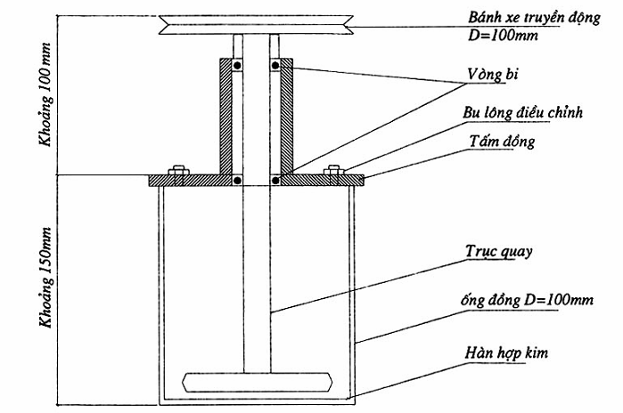 Bánh xe truyền động
D=100mm
Vòng bi
Bu lông điều chỉnh
Tấm đồng
Trục quay
ống đồng D=100mm
Hàn hợp kim
Khoảng 100 mm
Khoảng 150mm